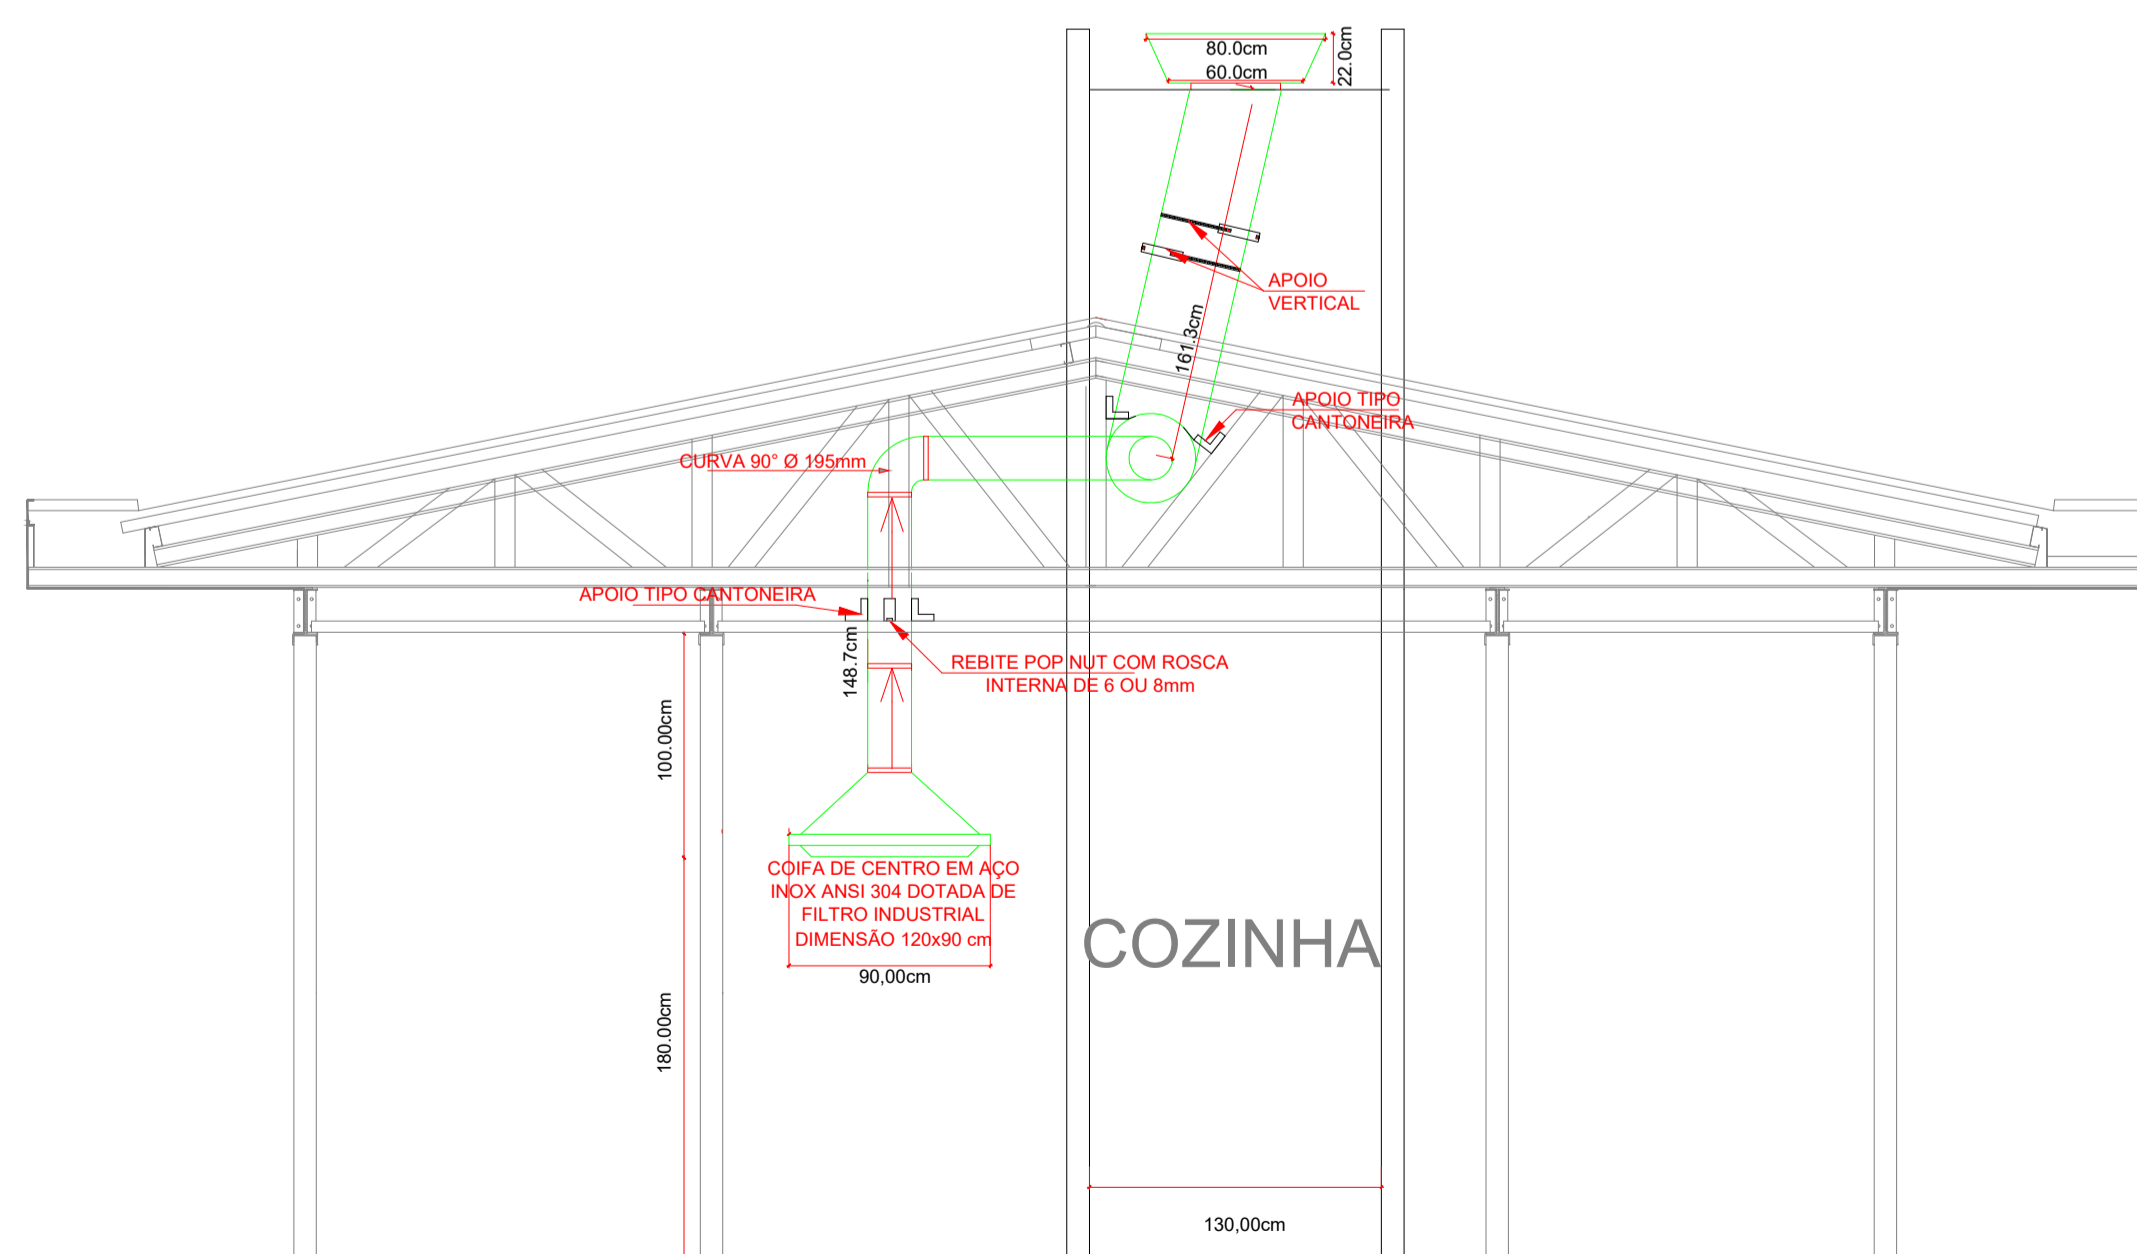 80.0cm
60.0cm
22.0cm
APOIO
VERTICAL
161.3cm
APOIO TIPO
CANTONEIRA
CURVA 90° Ø 195mm
APOIO TIPO CANTONEIRA
148.7cm
REBITE POP NUT COM ROSCA
INTERNA DE 6 OU 8mm
100.00cm
COIFA DE CENTRO EM AÇO
INOX ANSI 304 DOTADA DE
FILTRO INDUSTRIAL
DIMENSÃO 120x90 cm
90,00cm
COZINHA
180.00cm
130,00cm